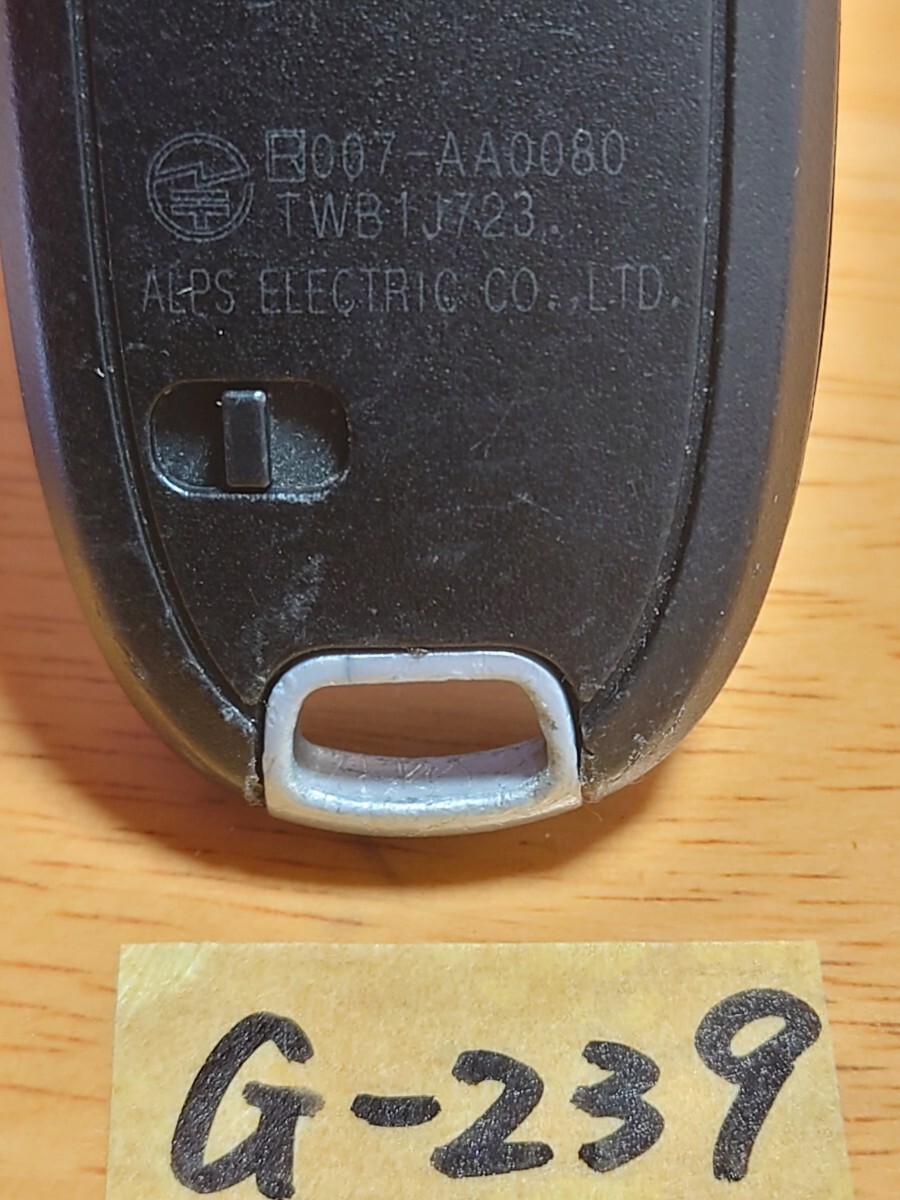 R007-AA0080
TWB1J723
ALPS ELECTRIC CO.,LTD.
G-239